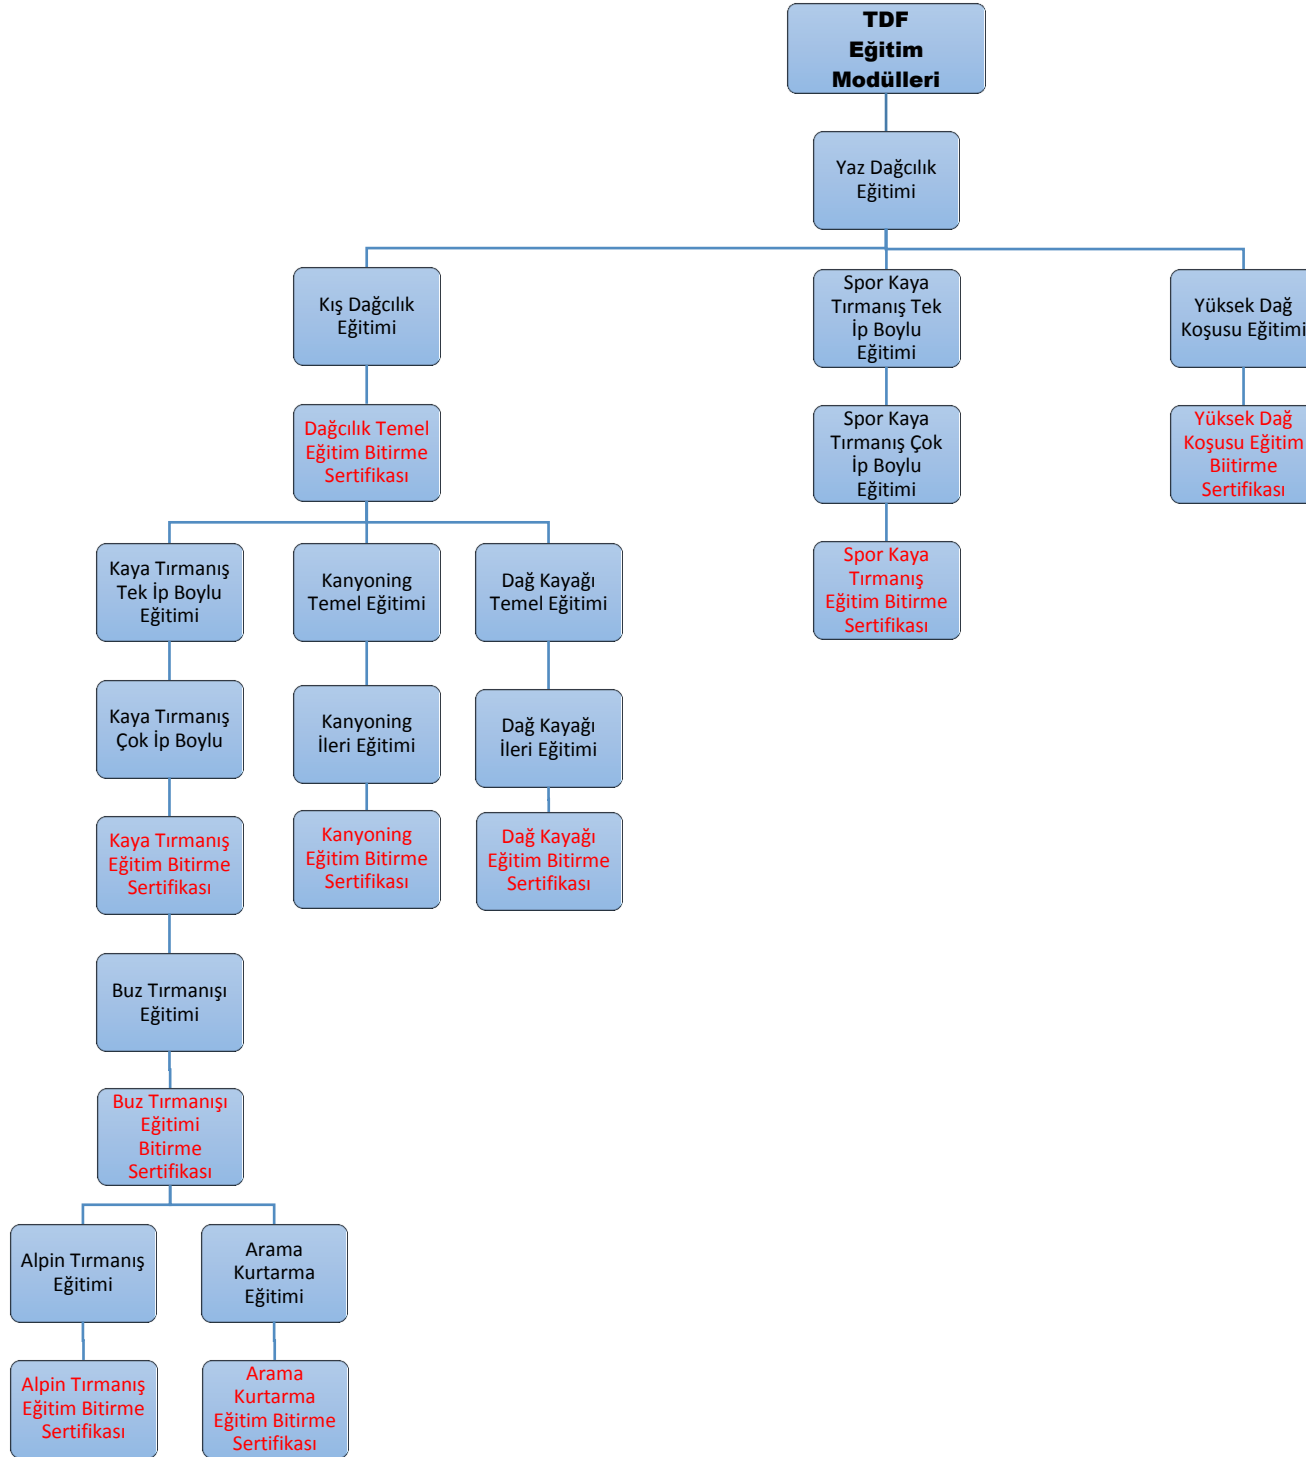 TDF
Eğitim
Modülleri
Yaz Dağcılık
Eğitimi
Kış Dağcılık
Eğitimi
Spor Kaya
Tırmanış Tek
İp Boylu
Eğitimi
Yüksek Dağ
Koşusu Eğitimi
Dağcılık Temel
Eğitim Bitirme
Sertifikası
Spor Kaya
Tırmanış Çok
İp Boylu
Eğitimi
Yüksek Dağ
Koşusu Eğitim
Biitirme
Sertifikası
Kaya Tırmanış
Tek İp Boylu
Eğitimi
Kanyoning
Temel Eğitimi
Dağ Kayağı
Temel Eğitimi
Spor Kaya
Tırmanış
Eğitim Bitirme
Sertifikası
Kaya Tırmanış
Çok İp Boylu
Kanyoning
İleri Eğitimi
Dağ Kayağı
İleri Eğitimi
Kaya Tırmanış
Eğitim Bitirme
Sertifikası
Kanyoning
Eğitim Bitirme
Sertifikası
Dağ Kayağı
Eğitim Bitirme
Sertifikası
Buz Tırmanışı
Eğitimi
Buz Tırmanışı
Eğitimi
Bitirme
Sertifikası
Alpin Tırmanış
Eğitimi
Arama
Kurtarma
Eğitimi
Alpin Tırmanış
Eğitim Bitirme
Sertifikası
Arama
Kurtarma
Eğitim Bitirme
Sertifikası